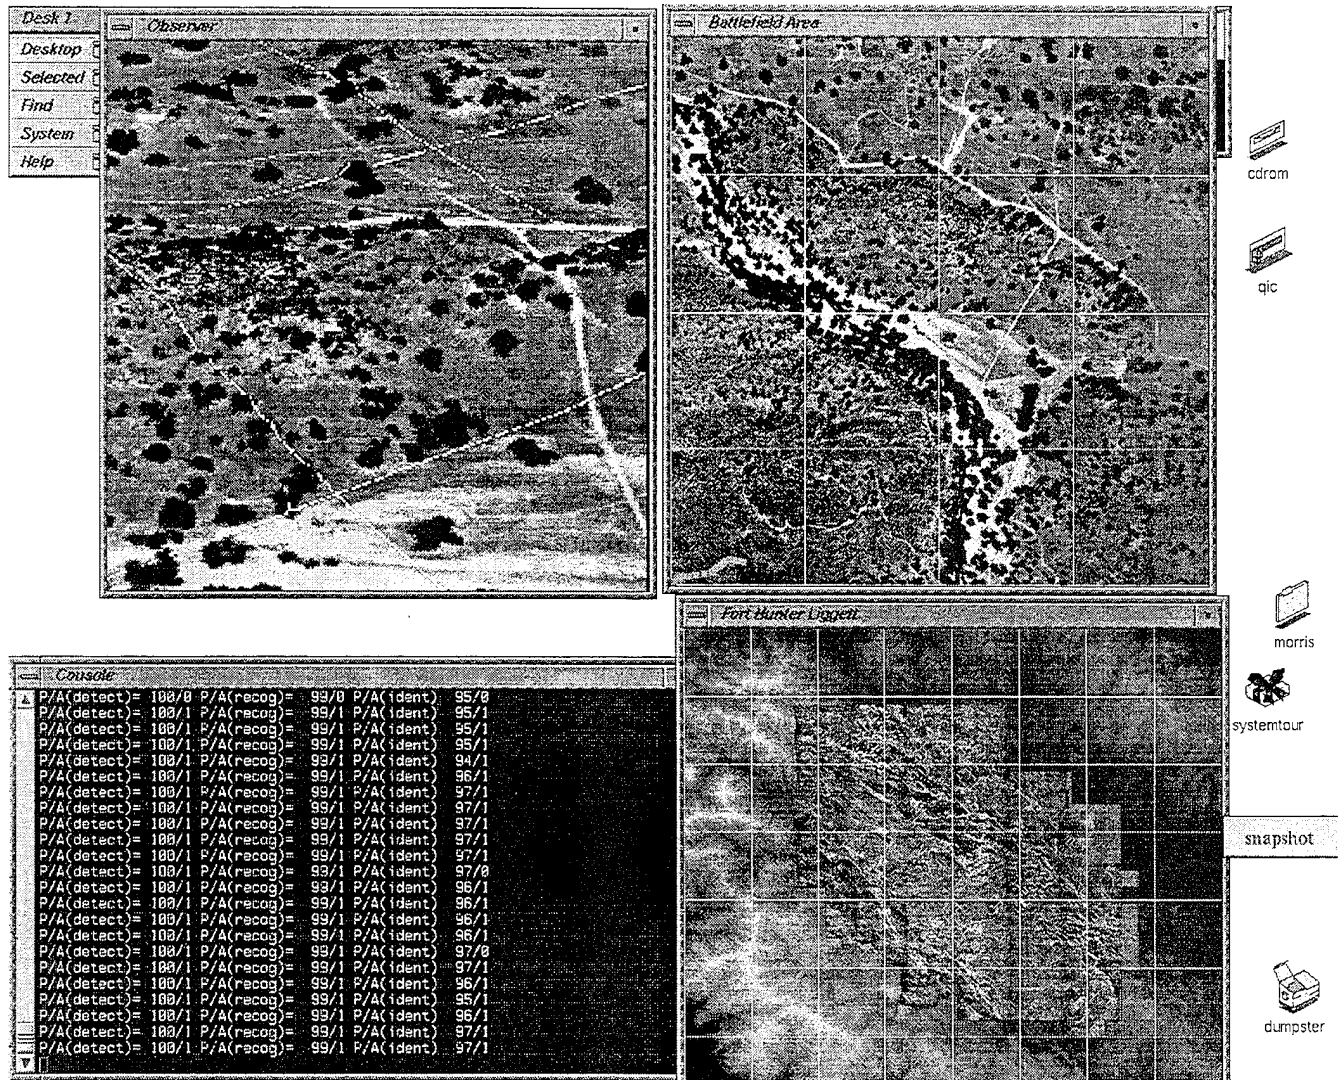 Desk 1
Desktop
Selected
Find
System
Help
Observer
Battlefield Area
cdrom
qic
Fort Hunter Liggett
morris
systemtour
snapshot
dumpster
Console
P/A(detect)= 100/0 P/A(recog)= 99/0 P/A(ident) 95/0
P/A(detect)= 100/1 P/A(recog)= 99/1 P/A(ident) 95/1
P/A(detect)= 100/1 P/A(recog)= 99/1 P/A(ident) 95/1
P/A(detect)= 100/1 P/A(recog)= 99/1 P/A(ident) 95/1
P/A(detect)= 100/1 P/A(recog)= 99/1 P/A(ident) 94/1
P/A(detect)= 100/1 P/A(recog)= 99/1 P/A(ident) 96/1
P/A(detect)= 100/1 P/A(recog)= 99/1 P/A(ident) 97/1
P/A(detect)= 100/1 P/A(recog)= 99/1 P/A(ident) 97/1
P/A(detect)= 100/1 P/A(recog)= 99/1 P/A(ident) 97/1
P/A(detect)= 100/1 P/A(recog)= 99/1 P/A(ident) 97/1
P/A(detect)= 100/1 P/A(recog)= 99/1 P/A(ident) 97/1
P/A(detect)= 100/1 P/A(recog)= 99/1 P/A(ident) 97/0
P/A(detect)= 100/1 P/A(recog)= 99/1 P/A(ident) 96/1
P/A(detect)= 100/1 P/A(recog)= 99/1 P/A(ident) 96/1
P/A(detect)= 100/1 P/A(recog)= 99/1 P/A(ident) 96/1
P/A(detect)= 100/1 P/A(recog)= 99/1 P/A(ident) 96/1
P/A(detect)= 100/1 P/A(recog)= 99/1 P/A(ident) 97/0
P/A(detect)= 100/1 P/A(recog)= 99/1 P/A(ident) 97/1
P/A(detect)= 100/1 P/A(recog)= 99/1 P/A(ident) 96/1
P/A(detect)= 100/1 P/A(recog)= 99/1 P/A(ident) 95/1
P/A(detect)= 100/1 P/A(recog)= 99/1 P/A(ident) 96/1
P/A(detect)= 100/1 P/A(recog)= 99/1 P/A(ident) 97/1
P/A(detect)= 100/1 P/A(recog)= 99/1 P/A(ident) 97/1